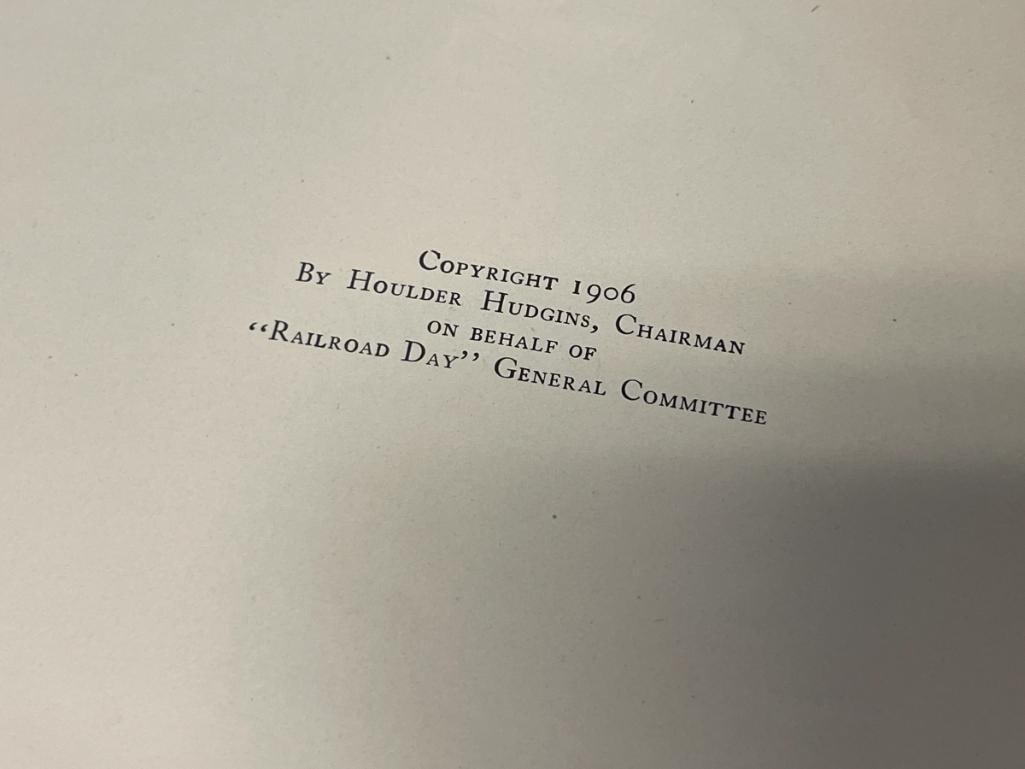 Copyright 1906
By Houlder Hudgins, Chairman
on behalf of
“Railroad Day” General Committee